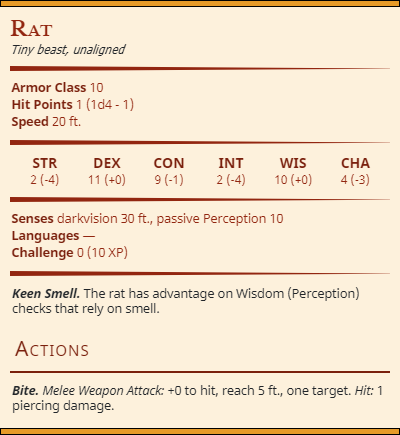 Rat
Tiny beast, unaligned
Armor Class 10
Hit Points 1 (1d4 - 1)
Speed 20 ft.
STR DEX CON INT WIS CHA
2 (-4) 11 (+0) 9 (-1) 2 (-4) 10 (+0) 4 (-3)
Senses darkvision 30 ft., passive Perception 10
Languages —
Challenge 0 (10 XP)
Keen Smell. The rat has advantage on Wisdom (Perception)
checks that rely on smell.
Actions
Bite. Melee Weapon Attack: +0 to hit, reach 5 ft., one target. Hit: 1
piercing damage.